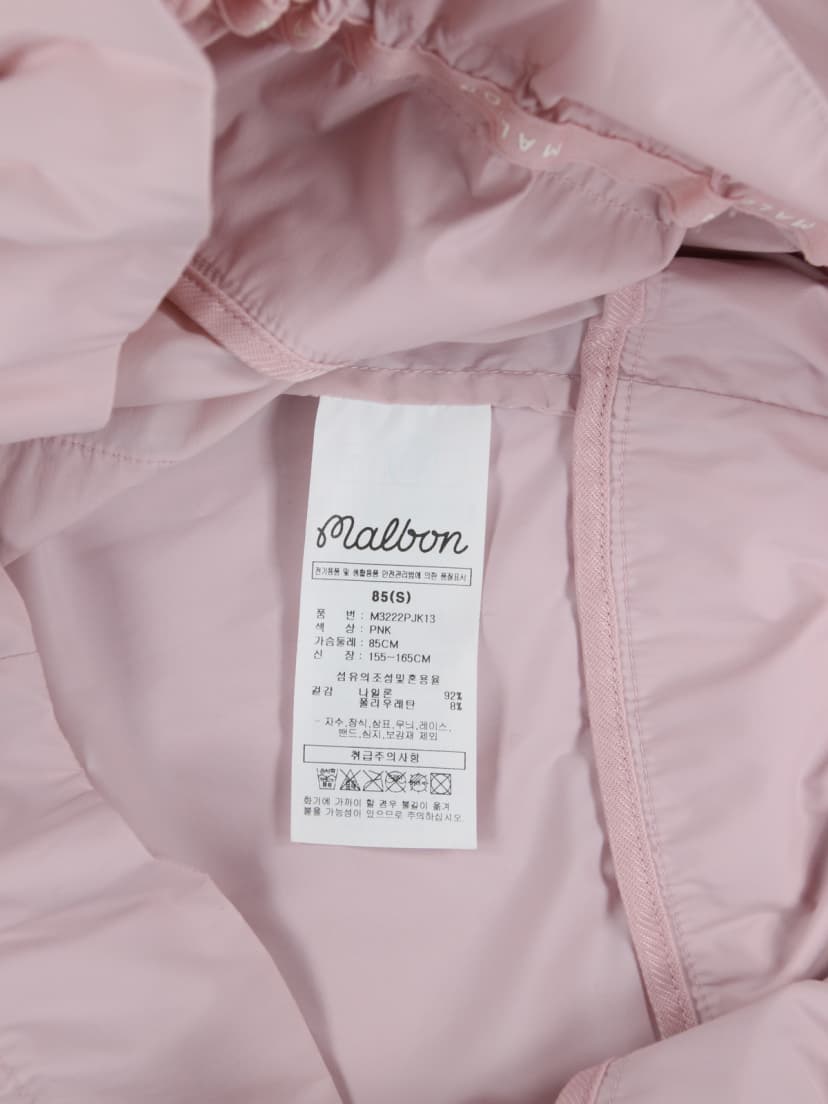 MALBON
MALBON
Malbon
전기용품 및 생활용품 안전관리법에 의한 품질표시
85(S)
품 번 : M3222PJK13
색 상 : PNK
가슴둘레 : 85CM
신 장 : 155~165CM
섬유의조성및혼용율
겉감 나일론 92%
폴리우레탄 8%
- 자수,장식,상표,무늬,레이스,
밴드,심지,보강재 제외
취급주의사항
화기에 가까이 할 경우 불길이 옮겨
붙을 가능성이 있으므로 주의하십시오.